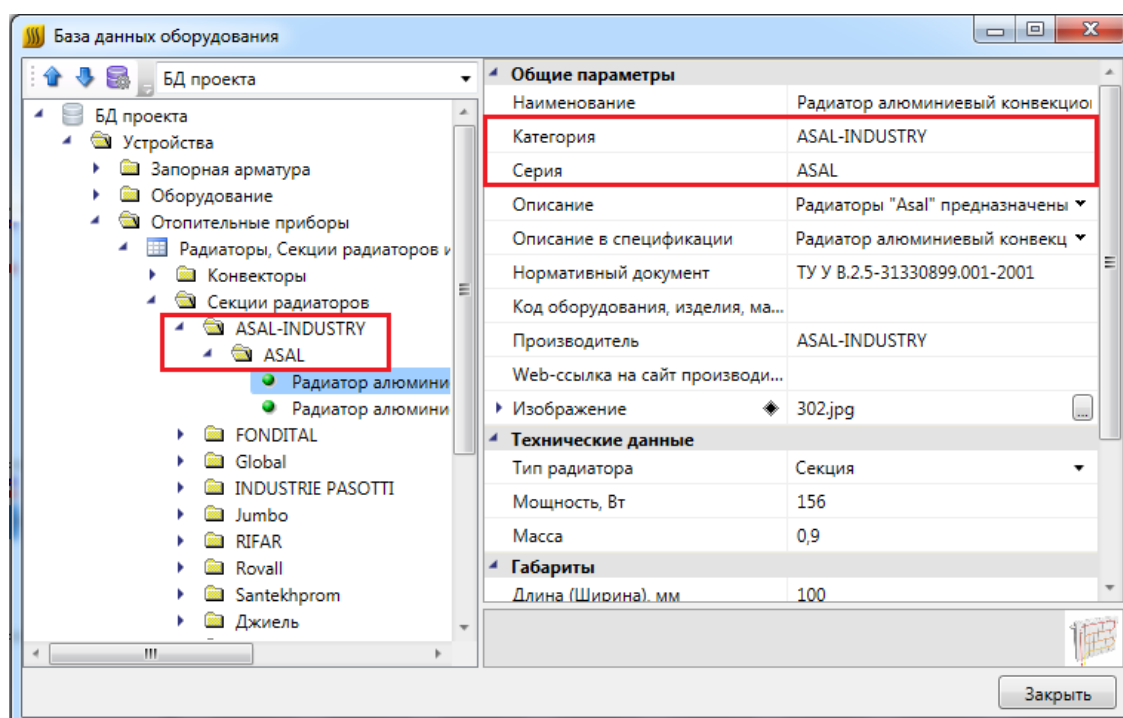 База данных оборудования
БД проекта
БД проекта
Устройства
Запорная арматура
Оборудование
Отопительные приборы
Радиаторы, Секции радиаторов и
Конвекторы
Секции радиаторов
ASAL-INDUSTRY
ASAL
Радиатор алюмини
Радиатор алюмини
FONDITAL
Global
INDUSTRIE PASOTTI
Jumbo
RIFAR
Rovall
Santekhprom
Джиель
Общие параметры
Наименование Радиатор алюминиевый конвекцио
Категория ASAL-INDUSTRY
Серия ASAL
Описание Радиаторы "Asal" предназначены
Описание в спецификации Радиатор алюминиевый конвекц
Нормативный документ ТУ У В.2.5-31330899.001-2001
Код оборудования, изделия, ма...
Производитель ASAL-INDUSTRY
Web-ссылка на сайт производи...
Изображение 302.jpg ...
Технические данные
Тип радиатора Секция
Мощность, Вт 156
Масса 0,9
Габариты
Длина (Ширина), мм 100
Закрыть